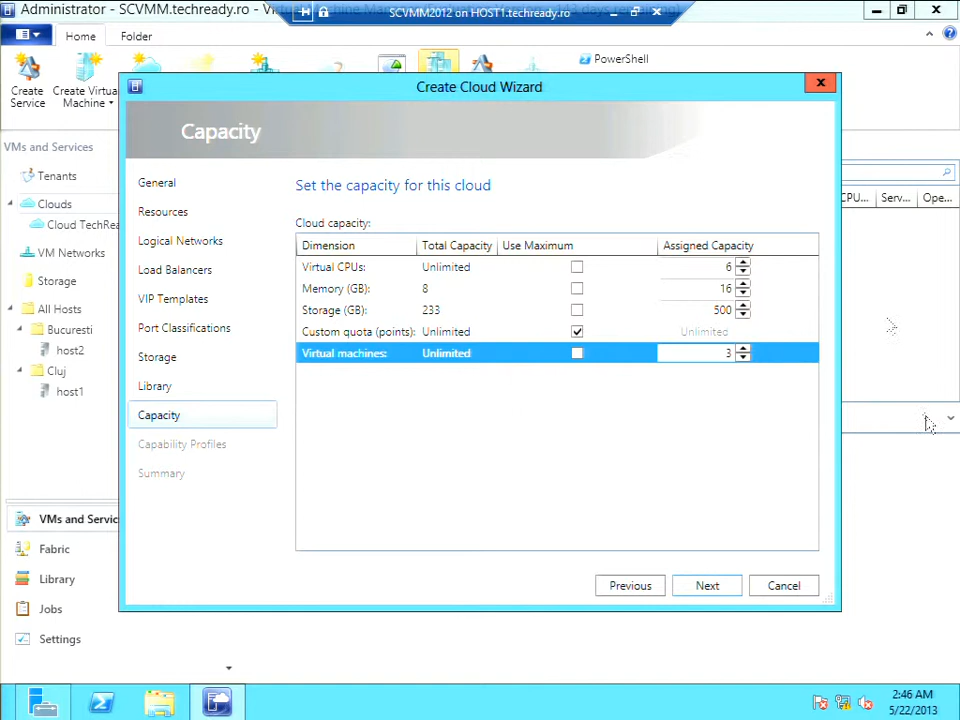 Administrator - SCVMM.techready.ro - Vi
SCVMM2012 on HOST1.techready.ro
Home
Folder
Create Service
Create Virtual Machine
PowerShell
Create Cloud Wizard
Capacity
VMs and Services
Tenants
Clouds
Cloud TechRea
VM Networks
Storage
All Hosts
Bucuresti
host2
Cluj
host1
VMs and Servic
Fabric
Library
Jobs
Settings
General
Resources
Logical Networks
Load Balancers
VIP Templates
Port Classifications
Storage
Library
Capacity
Capability Profiles
Summary
Set the capacity for this cloud
Cloud capacity:
Dimension Total Capacity Use Maximum Assigned Capacity
Virtual CPUs: Unlimited 6
Memory (GB): 8 16
Storage (GB): 233 500
Custom quota (points): Unlimited Unlimited
Virtual machines: Unlimited 3
Previous Next Cancel
CPU... Serv... Ope...
2:46 AM
5/22/2013